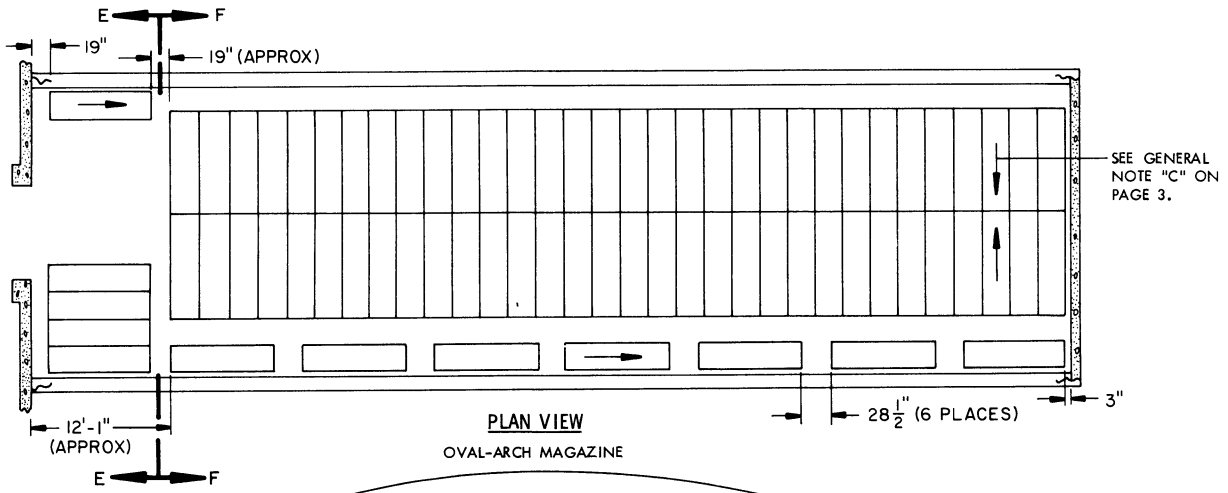 E F
19"
19" (APPROX)
SEE GENERAL
NOTE "C" ON
PAGE 3.
12'-1"
(APPROX)
PLAN VIEW
28 1/2" (6 PLACES)
3"
OVAL-ARCH MAGAZINE
E F